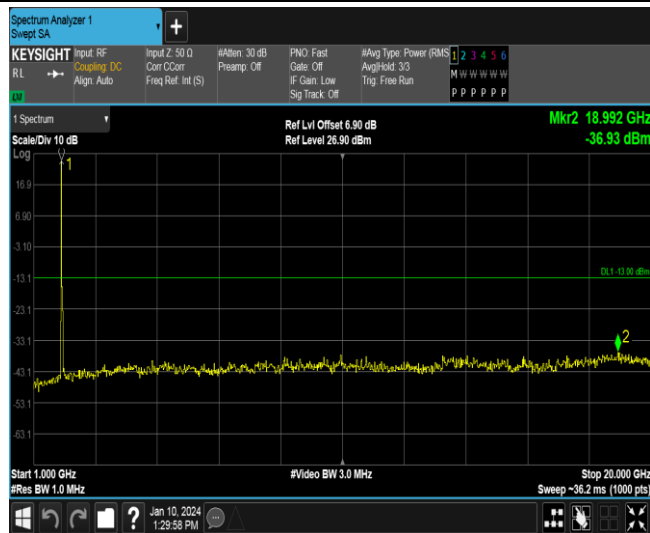 Spectrum Analyzer 1
Swept SA
+
KEYSIGHT
RL
Input: RF
Coupling: DC
Align: Auto
Input Z: 50 Ω
Corr CCorr
Freq Ref: Int (S)
#Atten: 30 dB
Preamp: Off
PNO: Fast
Gate: Off
IF Gain: Low
Sig Track: Off
#Avg Type: Power (RMS
Avg|Hold: 3/3
Trig: Free Run
1 2 3 4 5 6
M W W W W W
P P P P P P
1 Spectrum
Scale/Div 10 dB
Ref Lvl Offset 6.90 dB
Ref Level 26.90 dBm
Mkr2 18.992 GHz
-36.93 dBm
Log
1
16.9
6.90
-3.10
-13.1
DL1 -13.00 dBm
-23.1
-33.1
2
-43.1
-53.1
-63.1
Start 1.000 GHz
#Video BW 3.0 MHz
Stop 20.000 GHz
#Res BW 1.0 MHz
Sweep ~36.2 ms (1000 pts)
?
Jan 10, 2024
1:29:58 PM